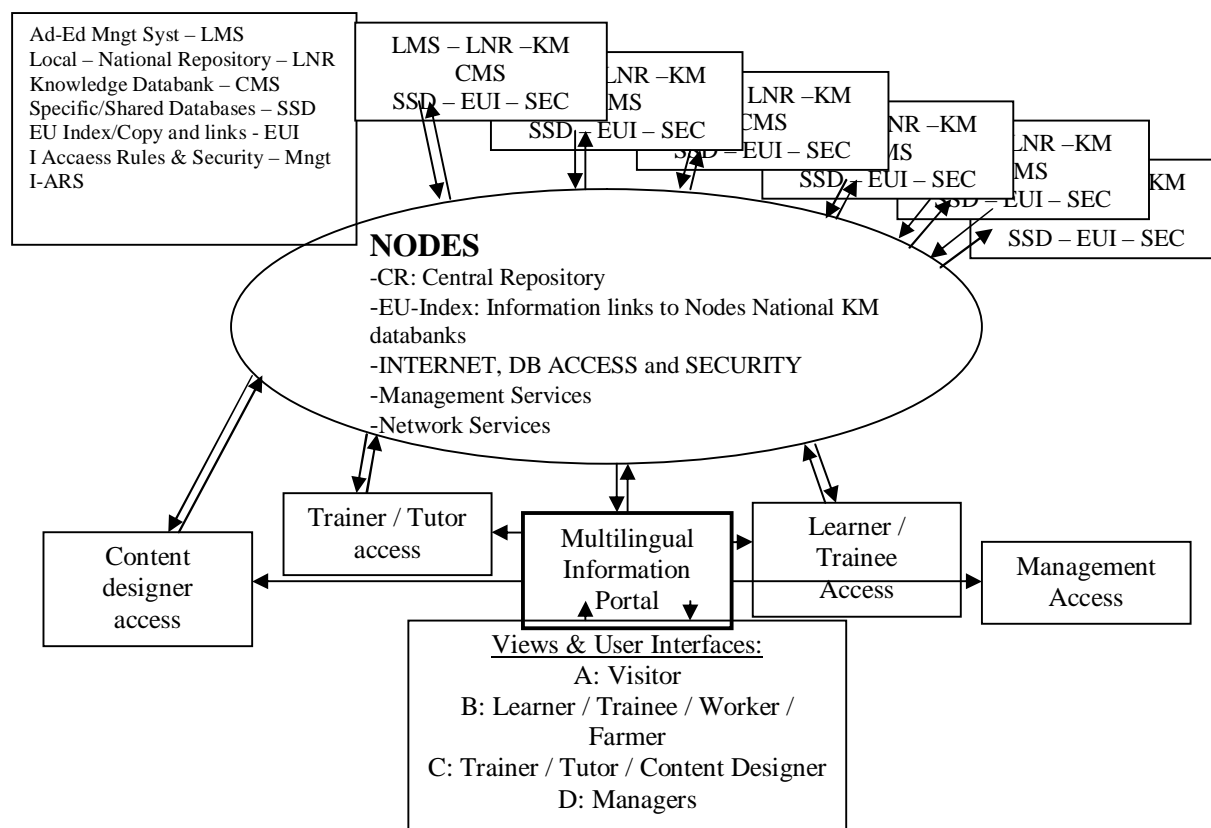 Ad-Ed Mngt Syst – LMS
Local – National Repository – LNR
Knowledge Databank – CMS
Specific/Shared Databases – SSD
EU Index/Copy and links - EUI
I Accaess Rules & Security – Mngt
I-ARS
LMS – LNR –KM
CMS
SSD – EUI – SEC
LNR –KM
MS
SSD – EUI – SEC
LNR –KM
CMS
SSD – EUI – SEC
NR –KM
MS
SSD – EUI – SEC
LNR –KM
CMS
SSD – EUI – SEC
KM
SSD – EUI – SEC
NODES
-CR: Central Repository
-EU-Index: Information links to Nodes National KM
databanks
-INTERNET, DB ACCESS and SECURITY
-Management Services
-Network Services
Content
designer
access
Trainer / Tutor
access
Multilingual
Information
Portal
Learner /
Trainee
Access
Management
Access
Views & User Interfaces:
A: Visitor
B: Learner / Trainee / Worker /
Farmer
C: Trainer / Tutor / Content Designer
D: Managers